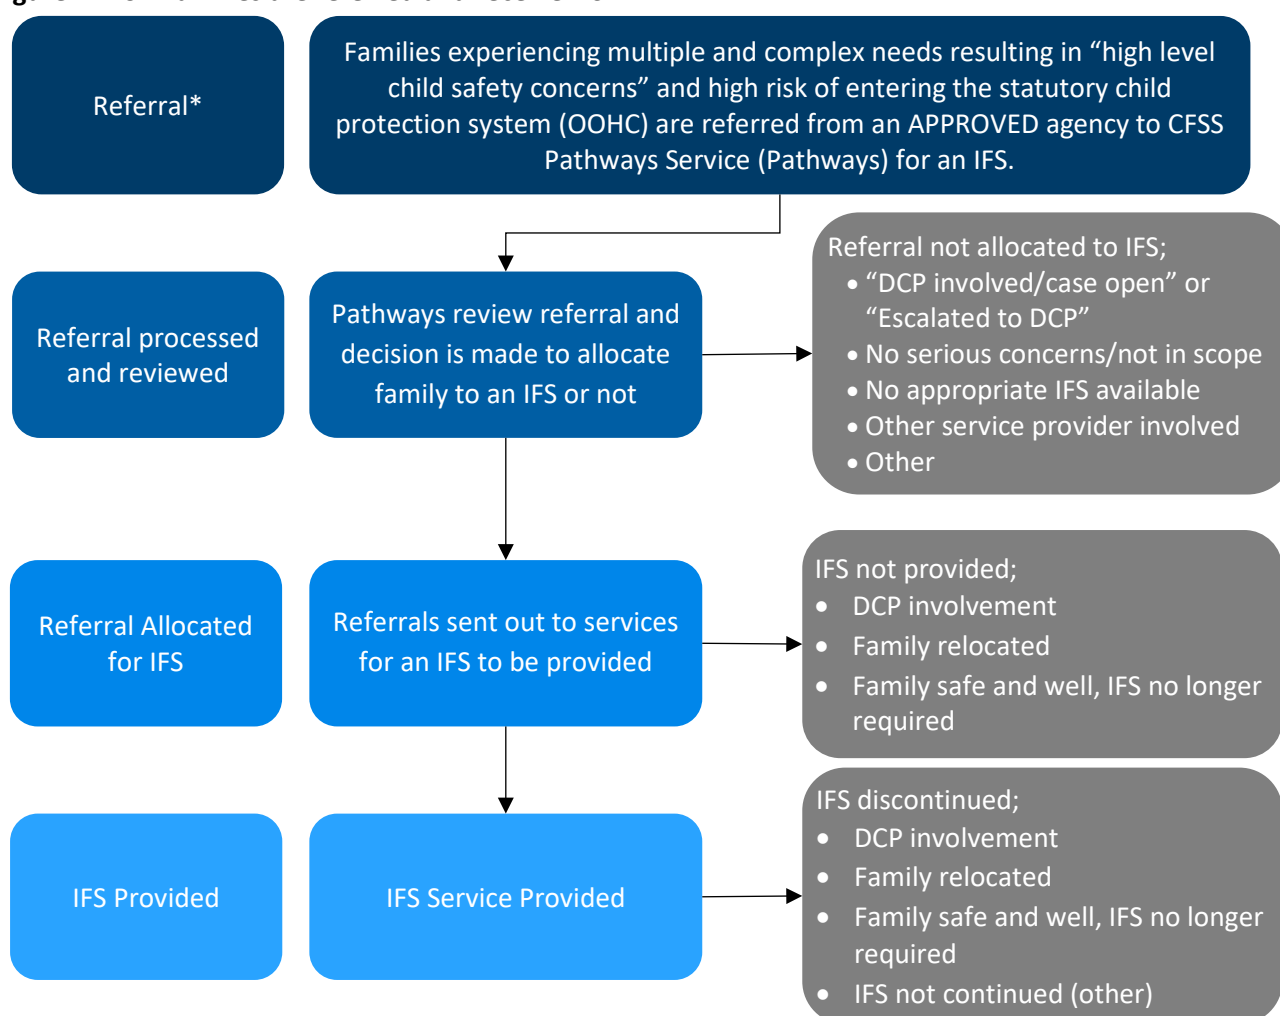 Referral*
Families experiencing multiple and complex needs resulting in “high level
child safety concerns” and high risk of entering the statutory child
protection system (OOHC) are referred from an APPROVED agency to CFSS
Pathways Service (Pathways) for an IFS.
Referral processed
and reviewed
Pathways review referral and
decision is made to allocate
family to an IFS or not
Referral not allocated to IFS;
• “DCP involved/case open” or
“Escalated to DCP”
• No serious concerns/not in scope
• No appropriate IFS available
• Other service provider involved
• Other
Referral Allocated
for IFS
Referrals sent out to services
for an IFS to be provided
IFS not provided;
• DCP involvement
• Family relocated
• Family safe and well, IFS no longer
required
IFS Provided
IFS Service Provided
IFS discontinued;
• DCP involvement
• Family relocated
• Family safe and well, IFS no longer
required
• IFS not continued (other)